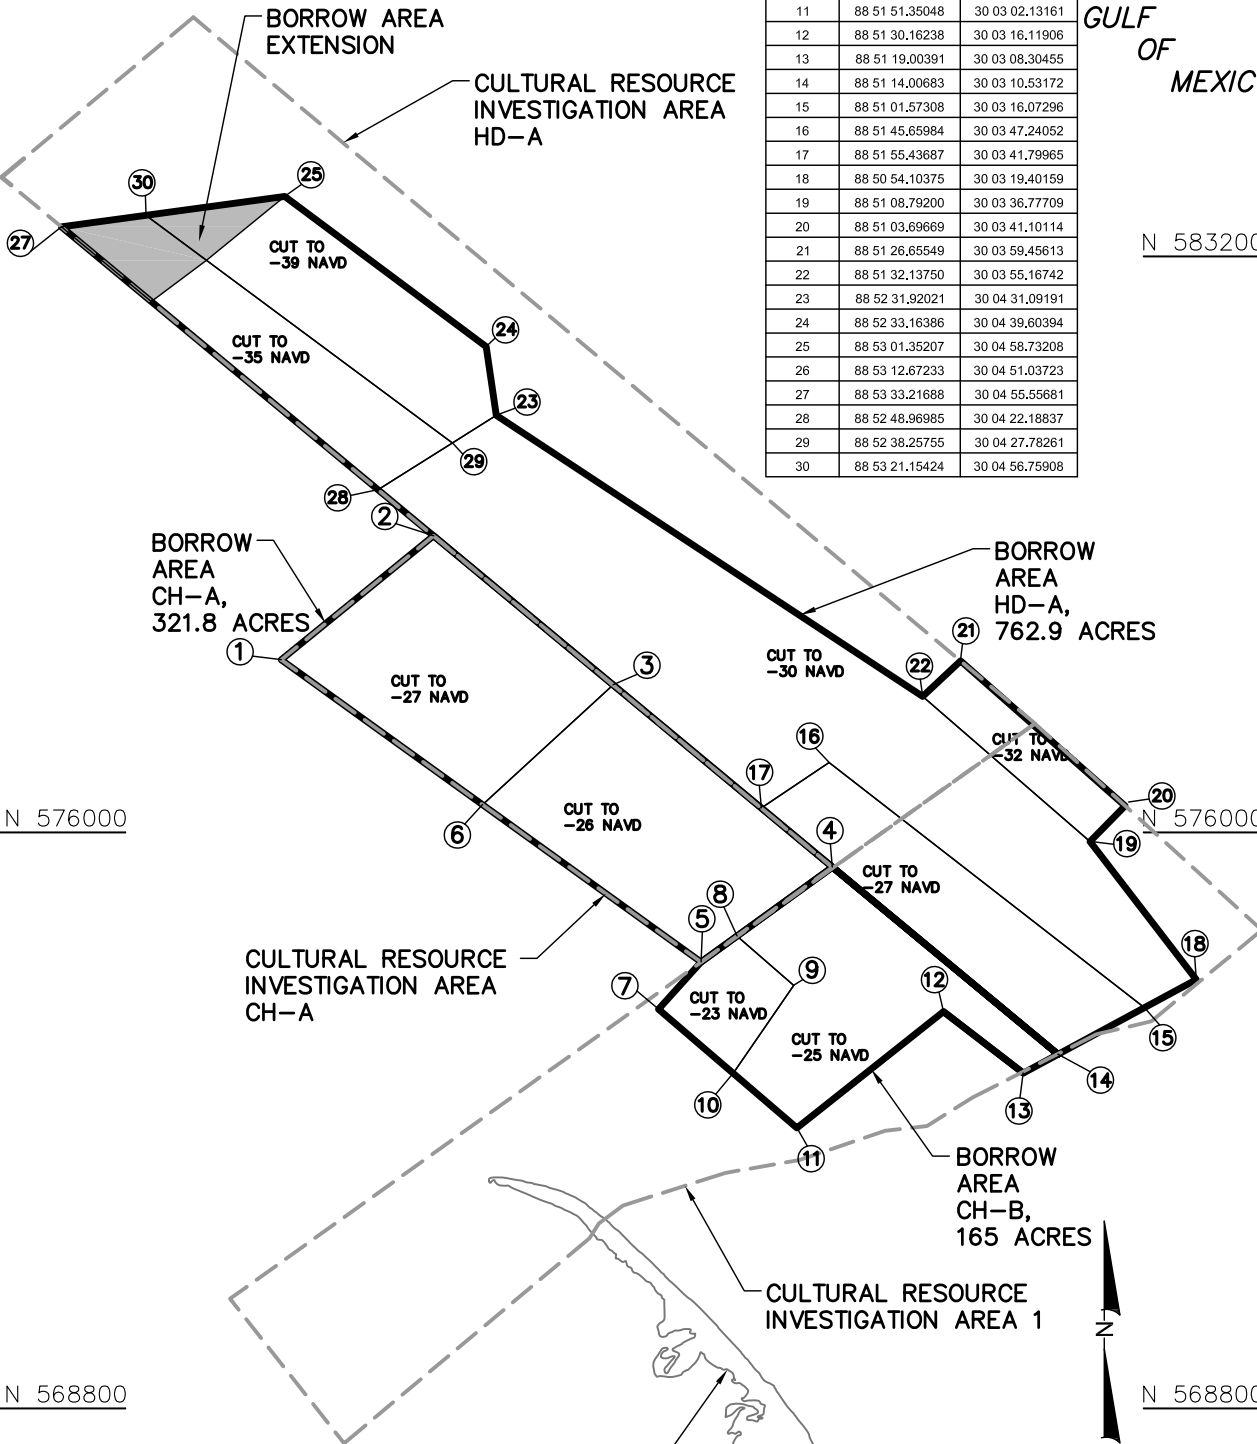 BORROW AREA
EXTENSION
CULTURAL RESOURCE
INVESTIGATION AREA
HD-A
11 88 51 51.35048 30 03 02.13161
12 88 51 30.16238 30 03 16.11906
13 88 51 19.00391 30 03 08.30455
14 88 51 14.00683 30 03 10.53172
15 88 51 01.57308 30 03 16.07296
16 88 51 45.65984 30 03 47.24052
17 88 51 55.43687 30 03 41.79965
18 88 50 54.10375 30 03 19.40159
19 88 51 08.79200 30 03 36.77709
20 88 51 03.69669 30 03 41.10114
21 88 51 26.65549 30 03 59.45613
22 88 51 32.13750 30 03 55.16742
23 88 52 31.92021 30 04 31.09191
24 88 52 33.16386 30 04 39.60394
25 88 53 01.35207 30 04 58.73208
26 88 53 12.67233 30 04 51.03723
27 88 53 33.21688 30 04 55.55681
28 88 52 48.96985 30 04 22.18837
29 88 52 38.25755 30 04 27.78261
30 88 53 21.15424 30 04 56.75908
GULF
OF
MEXIC
30
25
27
CUT TO
-39 NAVD
N 583200
CUT TO
-35 NAVD
24
23
29
28
2
BORROW
AREA
CH-A,
321.8 ACRES
1
BORROW
AREA
HD-A,
762.9 ACRES
21
3
CUT TO
-30 NAVD
22
CUT TO
-27 NAVD
16
CUT TO
-32 NAVD
17
20
N 576000
6
CUT TO
-26 NAVD
4
19
N 576000
CUT TO
-27 NAVD
8
5
18
CULTURAL RESOURCE
INVESTIGATION AREA
CH-A
9
7
12
CUT TO
-23 NAVD
15
CUT TO
-25 NAVD
14
13
10
11
BORROW
AREA
CH-B,
165 ACRES
CULTURAL RESOURCE
INVESTIGATION AREA 1
N
N 568800
N 568800